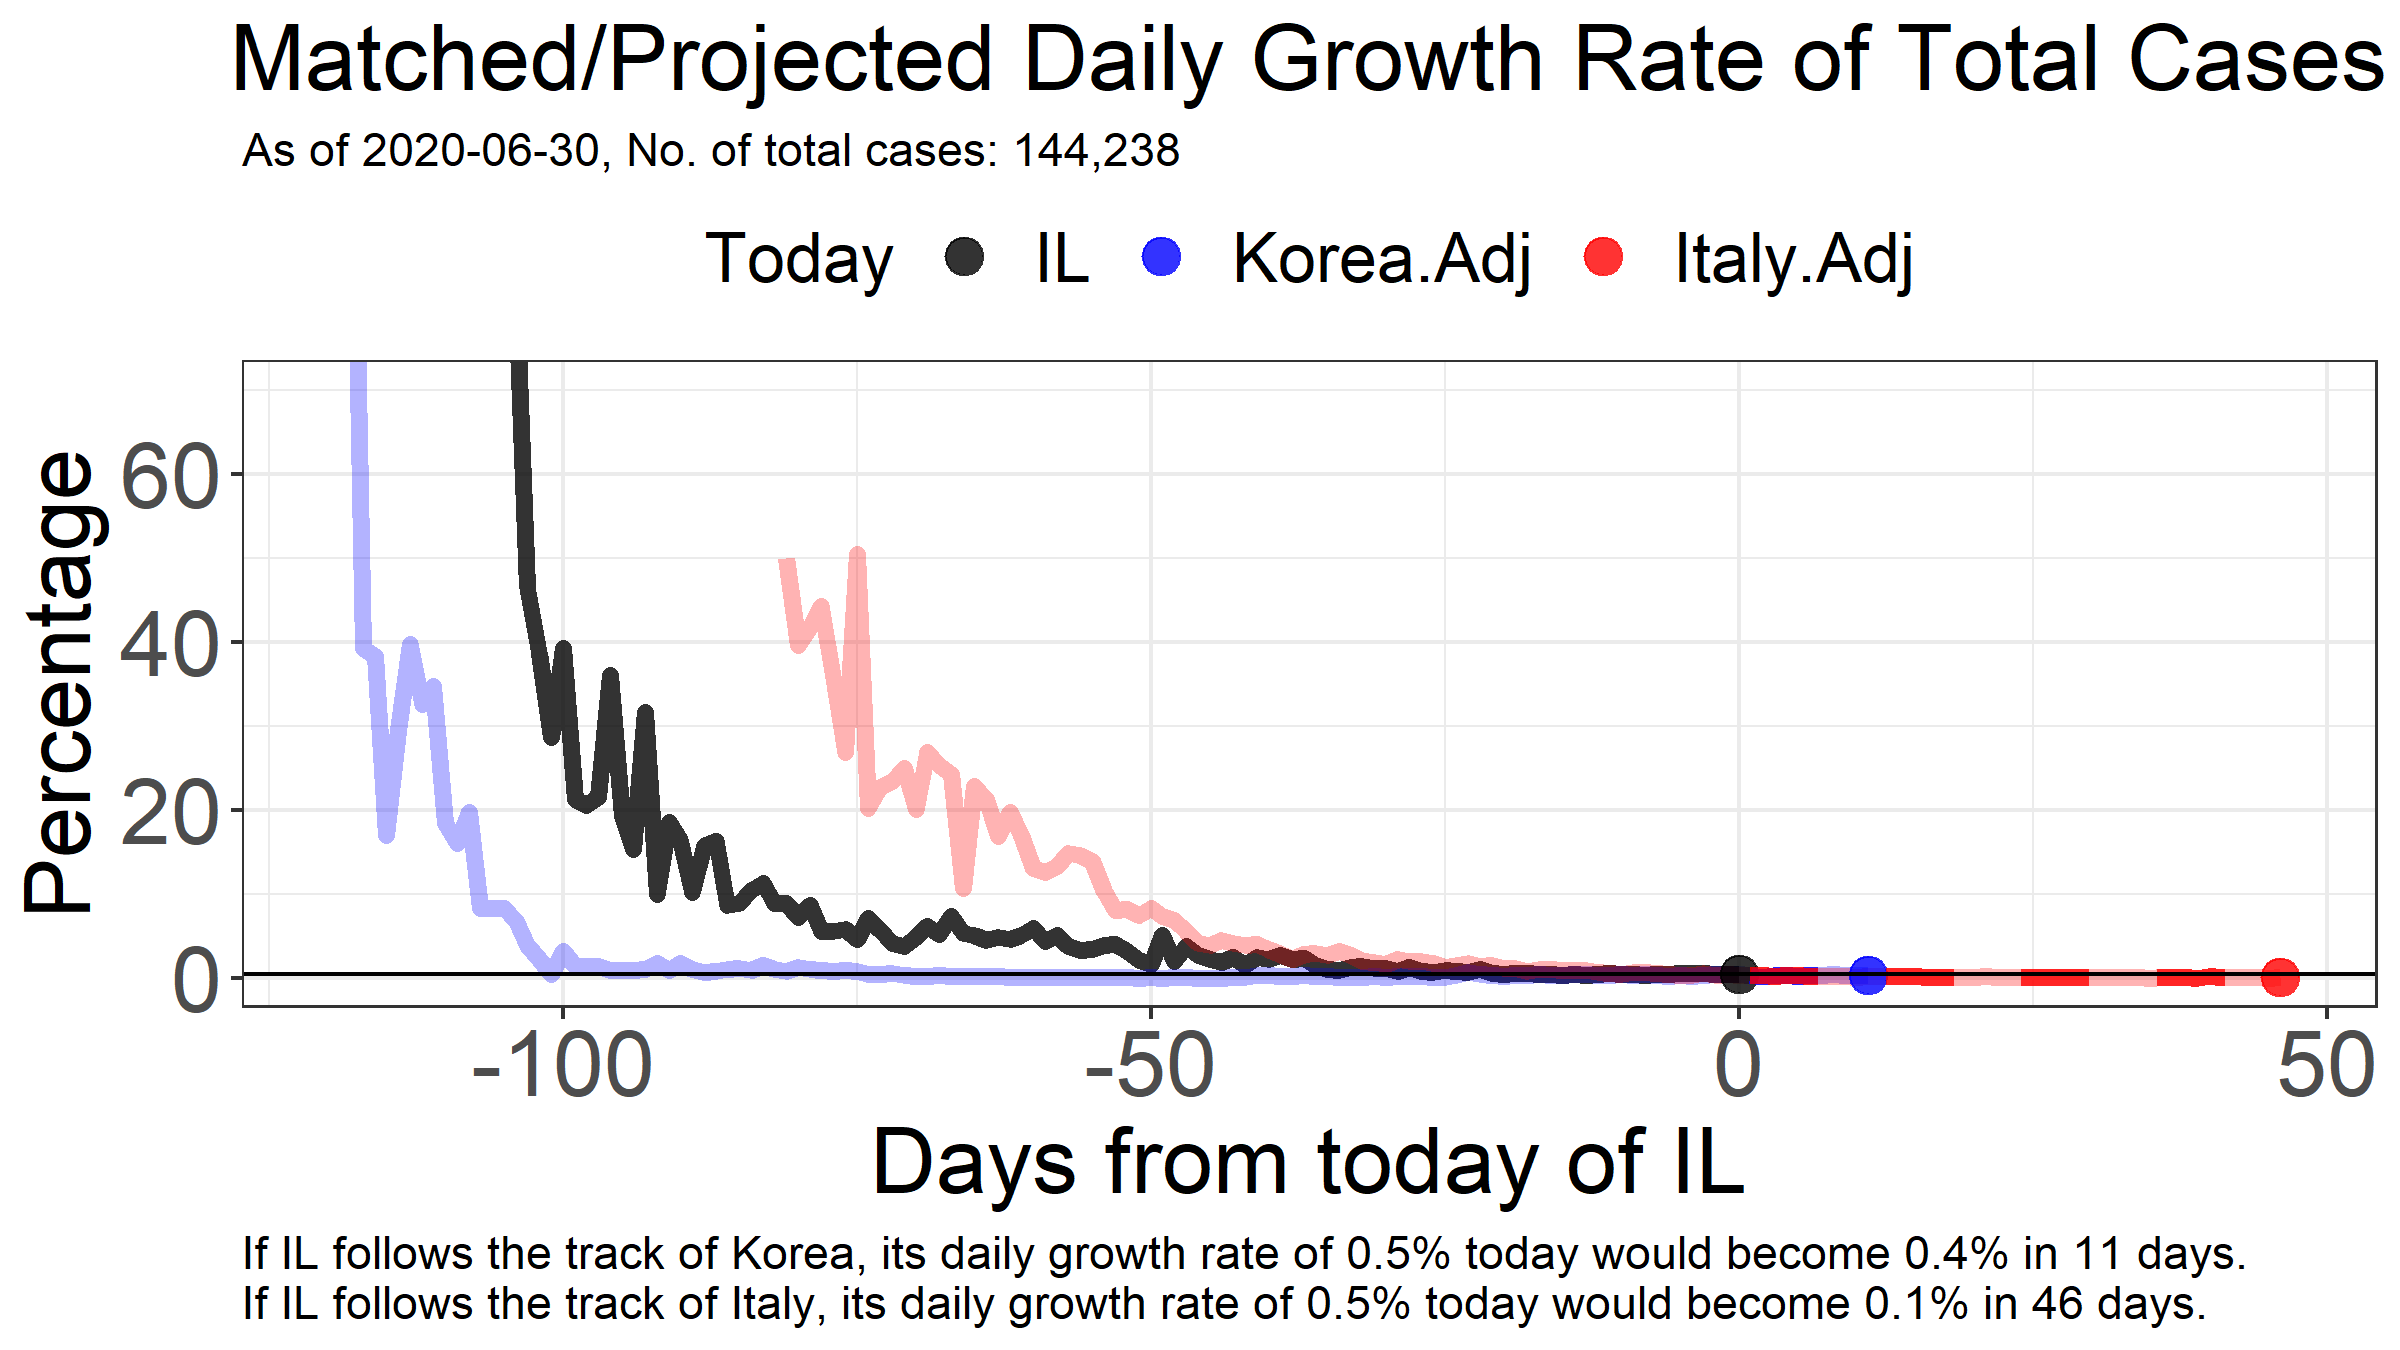 Matched/Projected Daily Growth Rate of Total Cases
As of 2020-06-30, No. of total cases: 144,238
Today IL Korea.Adj Italy.Adj
Percentage
60
40
20
0
-100 -50 0 50
Days from today of IL
If IL follows the track of Korea, its daily growth rate of 0.5% today would become 0.4% in 11 days.
If IL follows the track of Italy, its daily growth rate of 0.5% today would become 0.1% in 46 days.